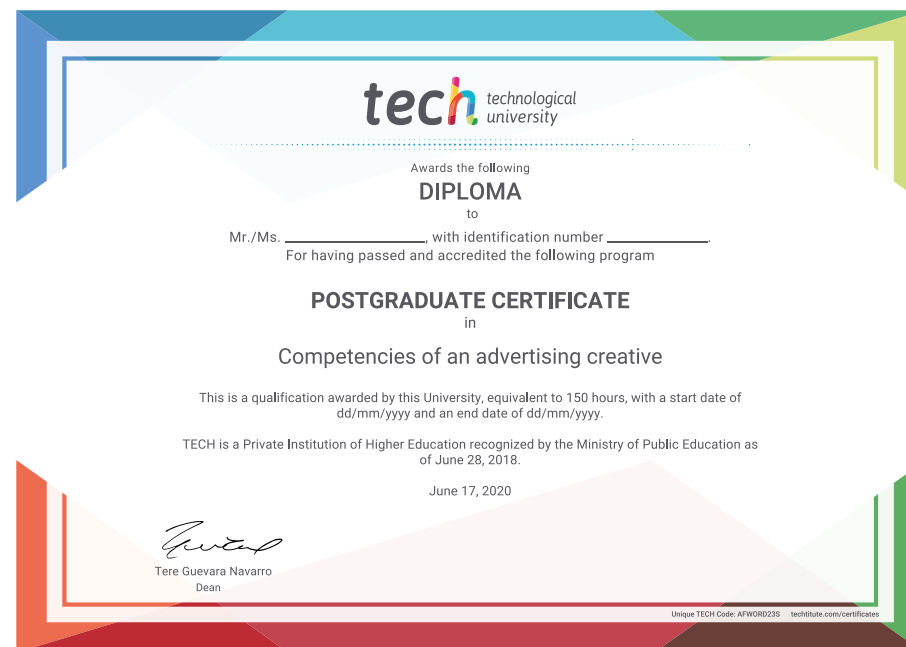 tech technological
university
Awards the following
DIPLOMA
to
Mr./Ms. ____________, with identification number ____________.
For having passed and accredited the following program
POSTGRADUATE CERTIFICATE
in
Competencies of an advertising creative
This is a qualification awarded by this University, equivalent to 150 hours, with a start date of
dd/mm/yyyy and an end date of dd/mm/yyyy.
TECH is a Private Institution of Higher Education recognized by the Ministry of Public Education as
of June 28, 2018.
June 17, 2020
Tere Guevara Navarro
Dean
Unique TECH Code: AFWORD23S techtitute.com/certificates